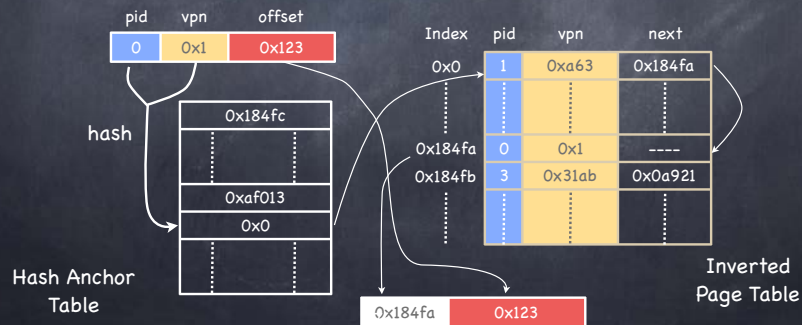 pid vpn offset
0 0x1 0x123
Index pid vpn next
0x0 1 0xa63 0x184fa
hash
0x184fc
0x184fa 0 0x1 ----
0x184fb 3 0x31ab 0x0a921
0xaf013
0x0
Hash Anchor
Table
Inverted
Page Table
0x184fa 0x123